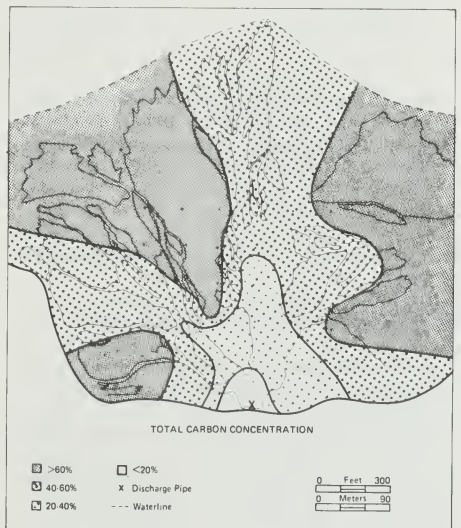 TOTAL CARBON CONCENTRATION
>60%
40-60%
20-40%
<20%
X Discharge Pipe
--- Waterline
0 Feet 300
0 Meters 90